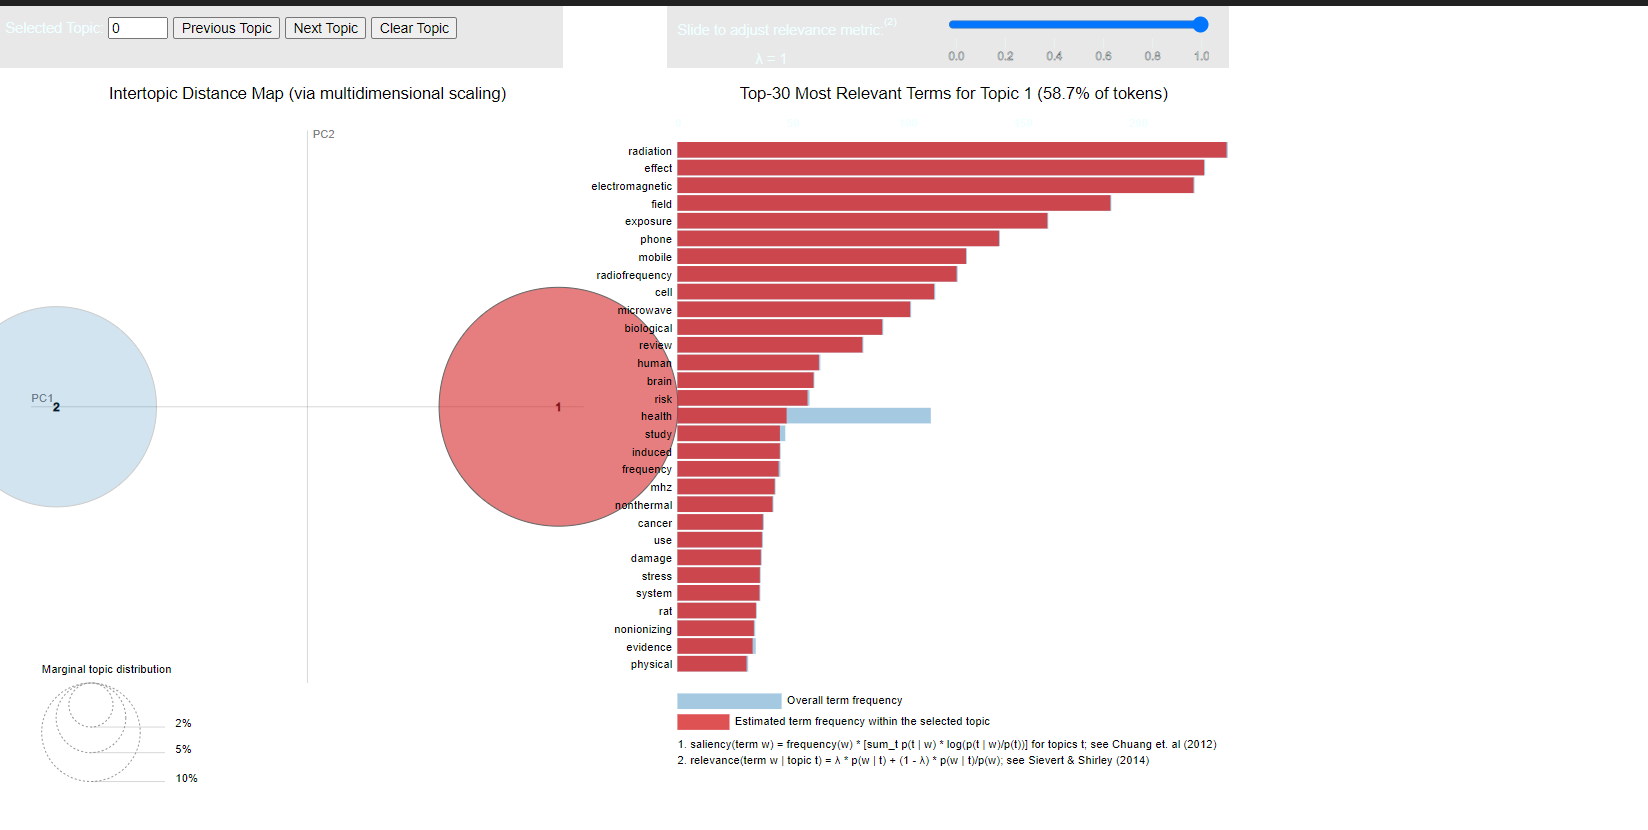 Selected Topic: 0 Previous Topic Next Topic Clear Topic
Slide to adjust relevance metric:(2)
λ = 1
0.0 0.2 0.4 0.6 0.8 1.0
Intertopic Distance Map (via multidimensional scaling)
PC2
PC1
2
1
Marginal topic distribution
2%
5%
10%
Top-30 Most Relevant Terms for Topic 1 (58.7% of tokens)
radiation
effect
electromagnetic
field
exposure
phone
mobile
radiofrequency
cell
microwave
biological
review
human
brain
risk
health
study
induced
frequency
mhz
nonthermal
cancer
use
damage
stress
system
rat
nonionizing
evidence
physical
Overall term frequency
Estimated term frequency within the selected topic
1. saliency(term w) = frequency(w) * [sum_t p(t | w) * log(p(t | w)/p(t))] for topics t; see Chuang et. al (2012)
2. relevance(term w | topic t) = λ * p(w | t) + (1 - λ) * p(w | t)/p(w); see Sievert & Shirley (2014)